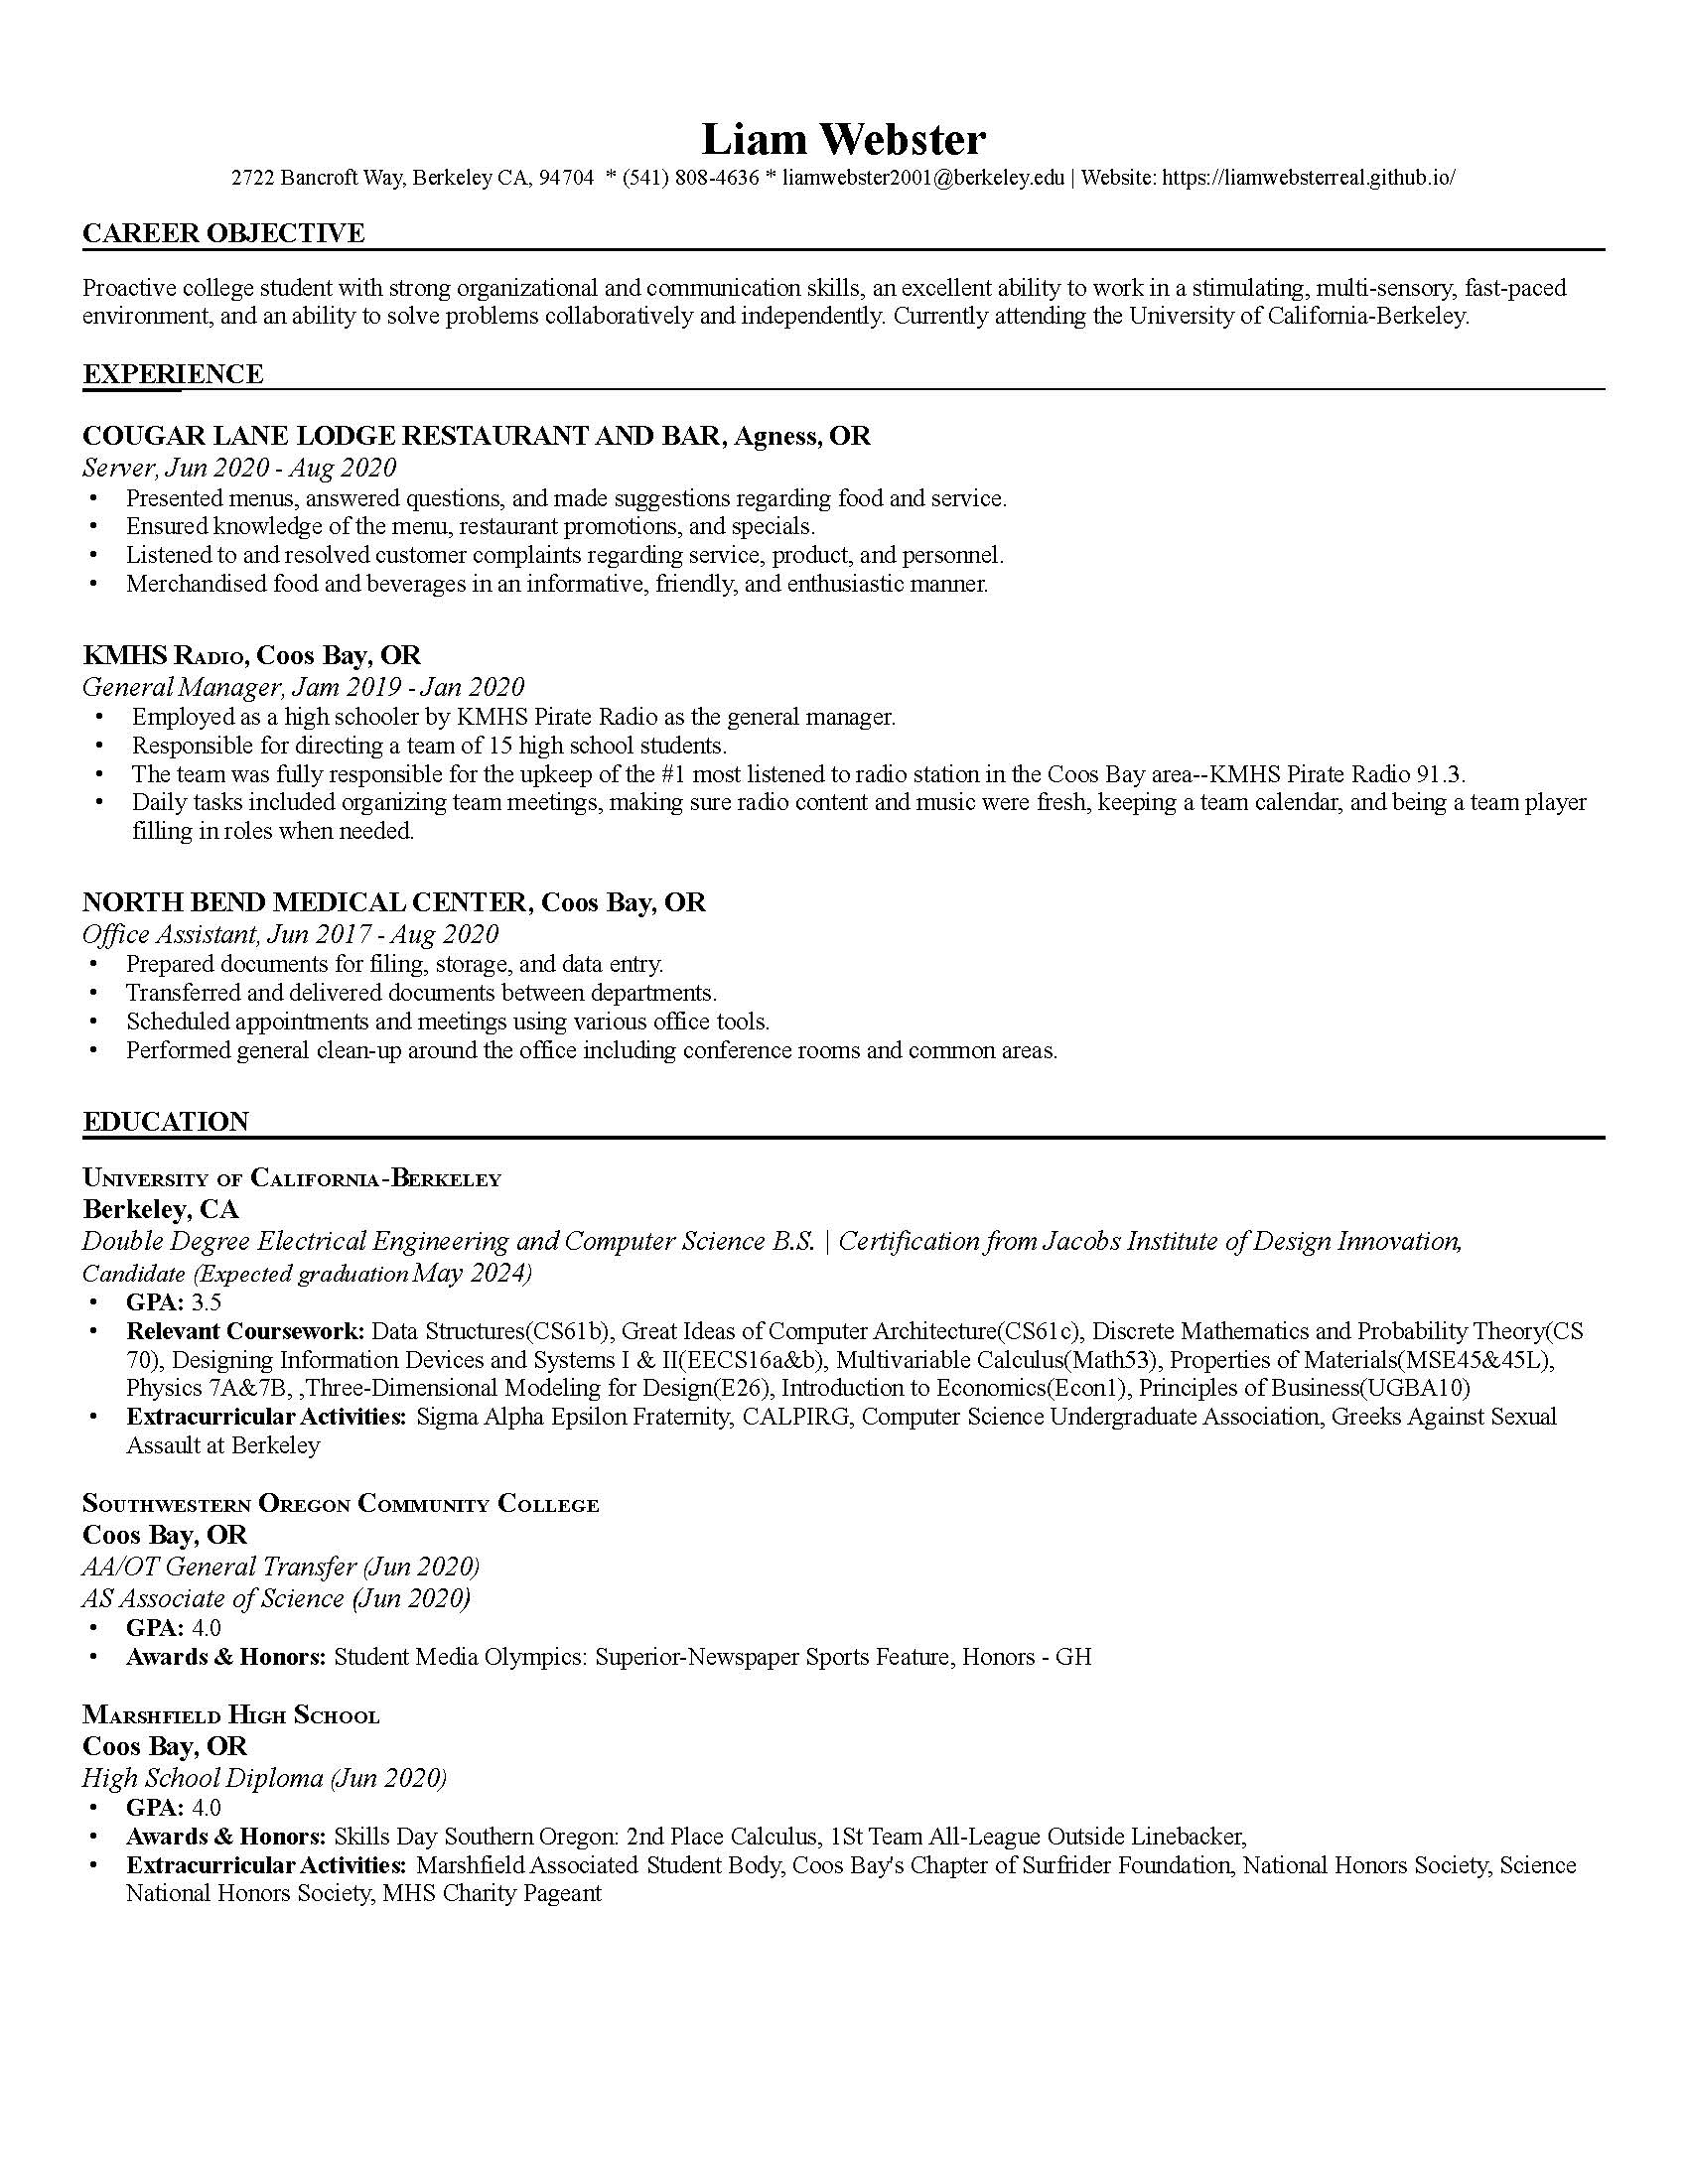 Liam Webster
2722 Bancroft Way, Berkeley CA, 94704 * (541) 808-4636 * liamwebster2001@berkeley.edu | Website: https://liamwebsterreal.github.io/
CAREER OBJECTIVE
Proactive college student with strong organizational and communication skills, an excellent ability to work in a stimulating, multi-sensory, fast-paced
environment, and an ability to solve problems collaboratively and independently. Currently attending the University of California-Berkeley.
EXPERIENCE
COUGAR LANE LODGE RESTAURANT AND BAR, Agness, OR
Server, Jun 2020 - Aug 2020
• Presented menus, answered questions, and made suggestions regarding food and service.
• Ensured knowledge of the menu, restaurant promotions, and specials.
• Listened to and resolved customer complaints regarding service, product, and personnel.
• Merchandised food and beverages in an informative, friendly, and enthusiastic manner.
KMHS RADIO, Coos Bay, OR
General Manager, Jam 2019 - Jan 2020
• Employed as a high schooler by KMHS Pirate Radio as the general manager.
• Responsible for directing a team of 15 high school students.
• The team was fully responsible for the upkeep of the #1 most listened to radio station in the Coos Bay area--KMHS Pirate Radio 91.3.
• Daily tasks included organizing team meetings, making sure radio content and music were fresh, keeping a team calendar, and being a team player
filling in roles when needed.
NORTH BEND MEDICAL CENTER, Coos Bay, OR
Office Assistant, Jun 2017 - Aug 2020
• Prepared documents for filing, storage, and data entry.
• Transferred and delivered documents between departments.
• Scheduled appointments and meetings using various office tools.
• Performed general clean-up around the office including conference rooms and common areas.
EDUCATION
UNIVERSITY OF CALIFORNIA-BERKELEY
Berkeley, CA
Double Degree Electrical Engineering and Computer Science B.S. | Certification from Jacobs Institute of Design Innovation,
Candidate (Expected graduation May 2024)
• GPA: 3.5
• Relevant Coursework: Data Structures(CS61b), Great Ideas of Computer Architecture(CS61c), Discrete Mathematics and Probability Theory(CS
70), Designing Information Devices and Systems I & II(EECS16a&b), Multivariable Calculus(Math53), Properties of Materials(MSE45&45L),
Physics 7A&7B, ,Three-Dimensional Modeling for Design(E26), Introduction to Economics(Econ1), Principles of Business(UGBA10)
• Extracurricular Activities: Sigma Alpha Epsilon Fraternity, CALPIRG, Computer Science Undergraduate Association, Greeks Against Sexual
Assault at Berkeley
SOUTHWESTERN OREGON COMMUNITY COLLEGE
Coos Bay, OR
AA/OT General Transfer (Jun 2020)
AS Associate of Science (Jun 2020)
• GPA: 4.0
• Awards & Honors: Student Media Olympics: Superior-Newspaper Sports Feature, Honors - GH
MARSHFIELD HIGH SCHOOL
Coos Bay, OR
High School Diploma (Jun 2020)
• GPA: 4.0
• Awards & Honors: Skills Day Southern Oregon: 2nd Place Calculus, 1St Team All-League Outside Linebacker,
• Extracurricular Activities: Marshfield Associated Student Body, Coos Bay's Chapter of Surfrider Foundation, National Honors Society, Science
National Honors Society, MHS Charity Pageant